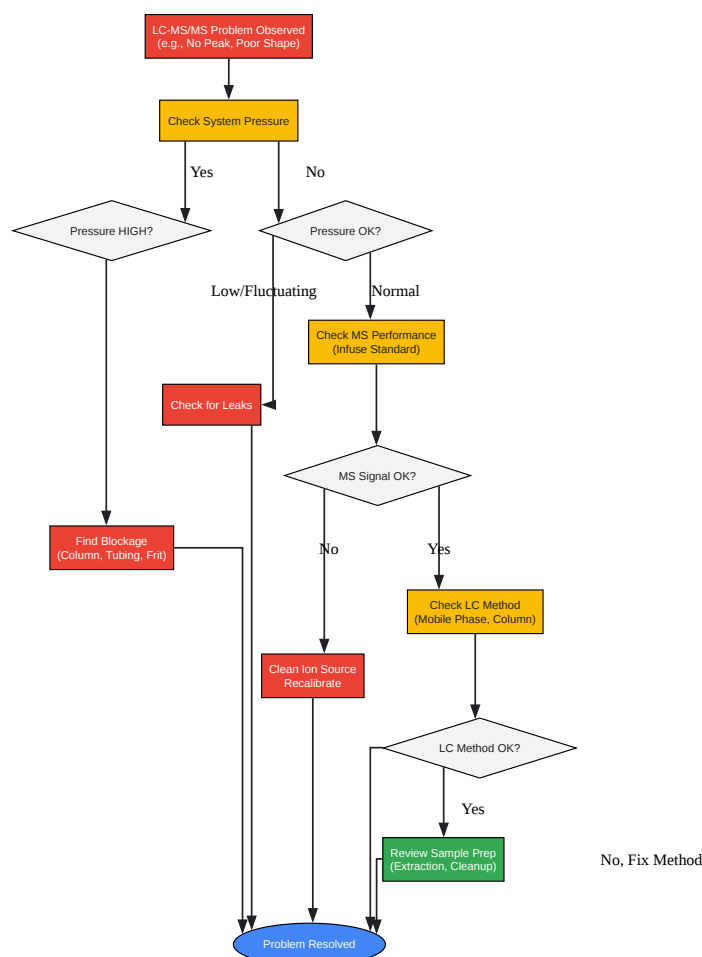 LC-MS/MS Problem Observed
(e.g., No Peak, Poor Shape)
Check System Pressure
Yes
No
Pressure HIGH?
Pressure OK?
Low/Fluctuating
Normal
Check MS Performance
(Infuse Standard)
Check for Leaks
MS Signal OK?
Find Blockage
(Column, Tubing, Frit)
No
Yes
Check LC Method
(Mobile Phase, Column)
Clean Ion Source
Recalibrate
LC Method OK?
Yes
Review Sample Prep
(Extraction, Cleanup)
No, Fix Method
Problem Resolved